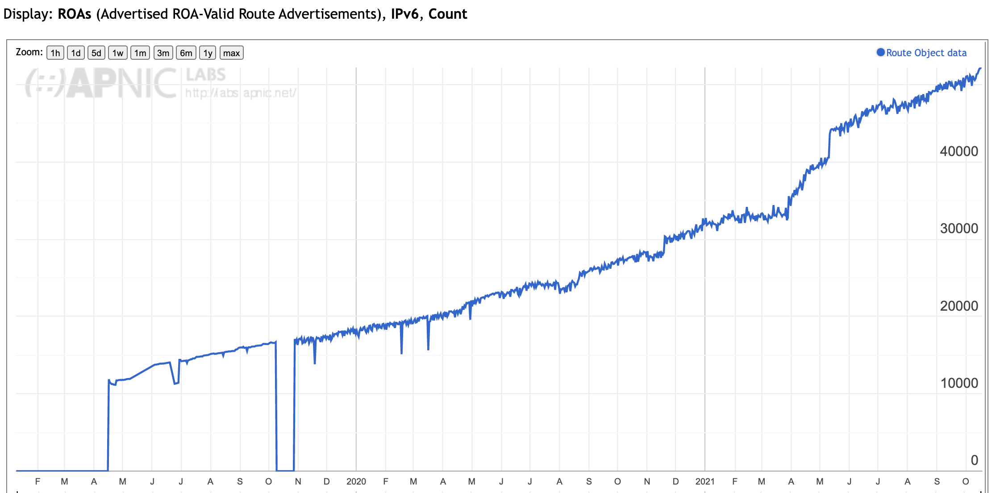 Display: ROAs (Advertised ROA-Valid Route Advertisements), IPv6, Count
Zoom: 1h 1d 5d 1w 1m 3m 6m 1y max
Route Object data
(::)APNIC LABS
http://labs.apnic.net/
40000
30000
20000
10000
0
F M A M J J A S O N D 2020 F M A M J J A S O N D 2021 F M A M J J A S O